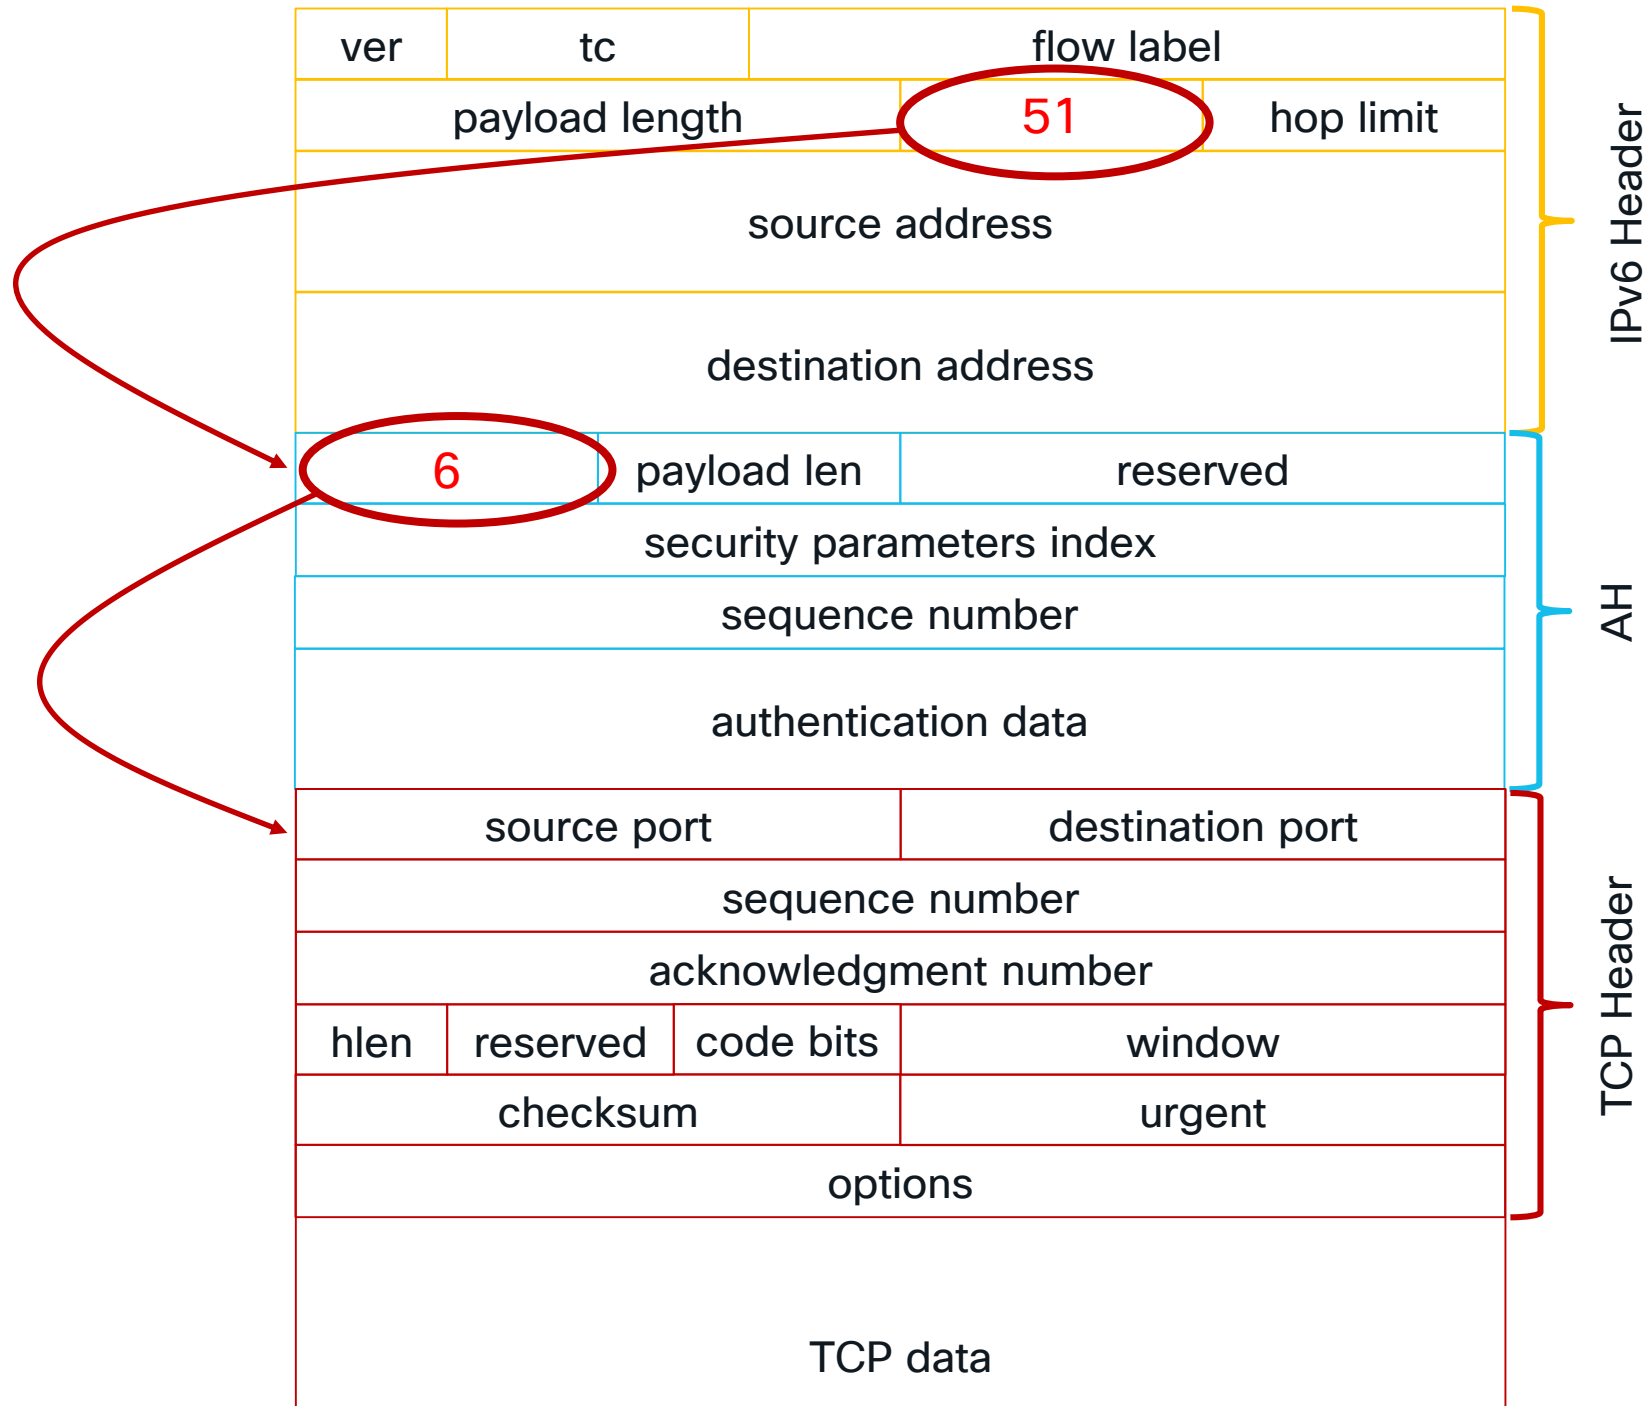 ver tc flow label
payload length 51 hop limit
source address
destination address
IPv6 Header
6 payload len reserved
security parameters index
sequence number
authentication data
AH
source port destination port
sequence number
acknowledgment number
hlen reserved code bits window
checksum urgent
options
TCP Header
TCP data